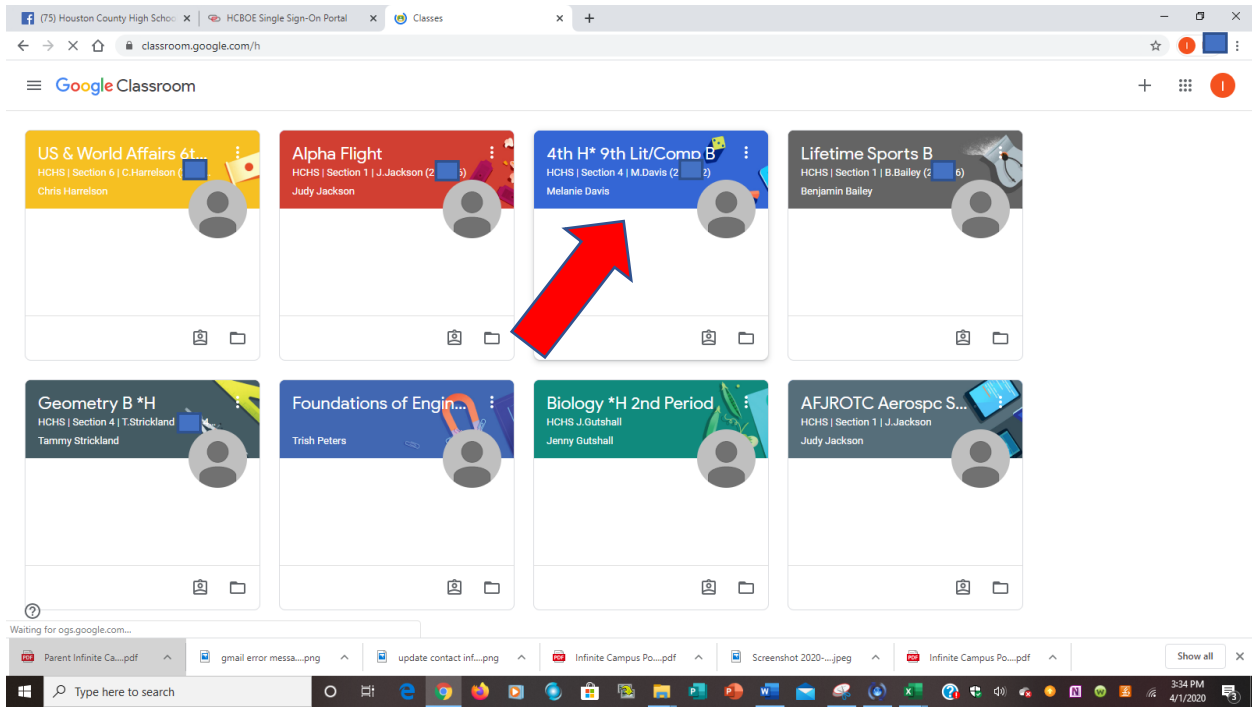 (75) Houston County High Schoo
HCBOE Single Sign-On Portal
Classes
classroom.google.com/h
I
Google Classroom
I
US & World Affairs 6t...
HCHS | Section 6 | C.Harrelson (
Chris Harrelson
Alpha Flight
HCHS | Section 1 | J.Jackson (2 6)
Judy Jackson
4th H* 9th Lit/Comp B
HCHS | Section 4 | M.Davis (2 2)
Melanie Davis
Lifetime Sports B
HCHS | Section 1 | B.Bailey (2 6)
Benjamin Bailey
Geometry B *H
HCHS | Section 4 | T.Strickland
Tammy Strickland
Foundations of Engin...
Trish Peters
Biology *H 2nd Period
HCHS J.Gutshall
Jenny Gutshall
AFJROTC Aerospc S...
HCHS | Section 1 | J.Jackson
Judy Jackson
Waiting for ogs.google.com...
Parent Infinite Ca....pdf
gmail error messa....png
update contact inf....png
Infinite Campus Po....pdf
Screenshot 2020-....jpeg
Infinite Campus Po....pdf
Show all
Type here to search
3:34 PM
4/1/2020